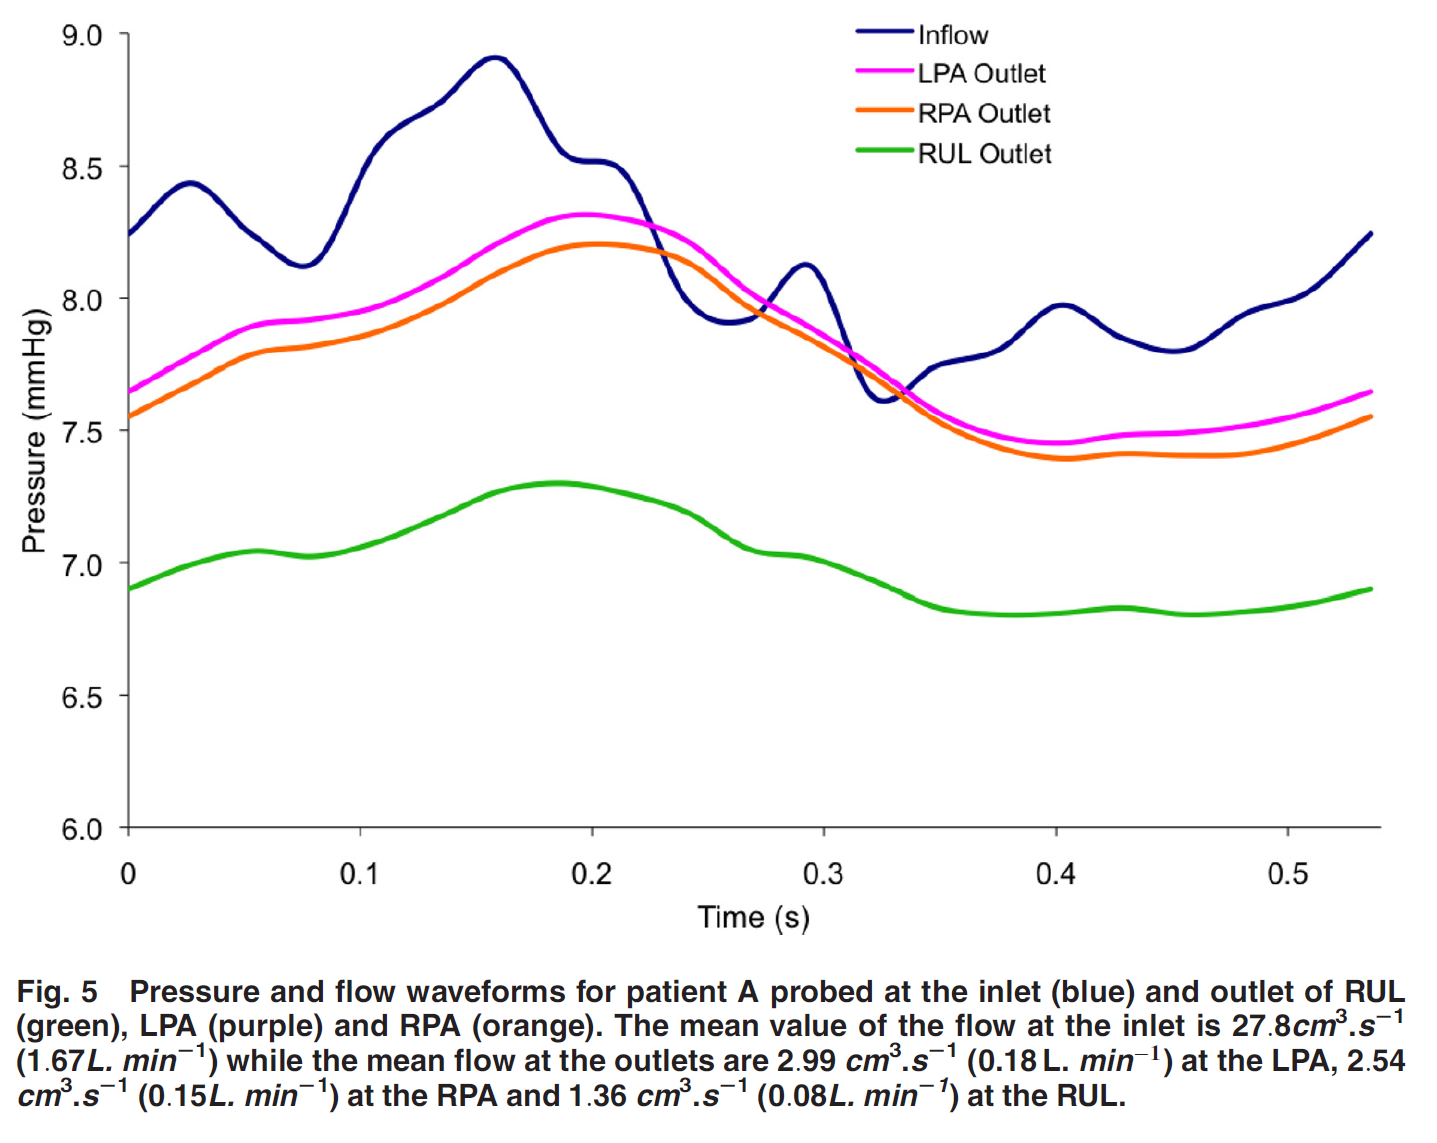 9.0
8.5
8.0
7.5
7.0
6.5
6.0
Pressure (mmHg)
Inflow
LPA Outlet
RPA Outlet
RUL Outlet
0 0.1 0.2 0.3 0.4 0.5
Time (s)
Fig. 5 Pressure and flow waveforms for patient A probed at the inlet (blue) and outlet of RUL
(green), LPA (purple) and RPA (orange). The mean value of the flow at the inlet is 27.8cm³.s⁻¹
(1.67L. min⁻¹) while the mean flow at the outlets are 2.99 cm³.s⁻¹ (0.18 L. min⁻¹) at the LPA, 2.54
cm³.s⁻¹ (0.15L. min⁻¹) at the RPA and 1.36 cm³.s⁻¹ (0.08L. min⁻¹) at the RUL.